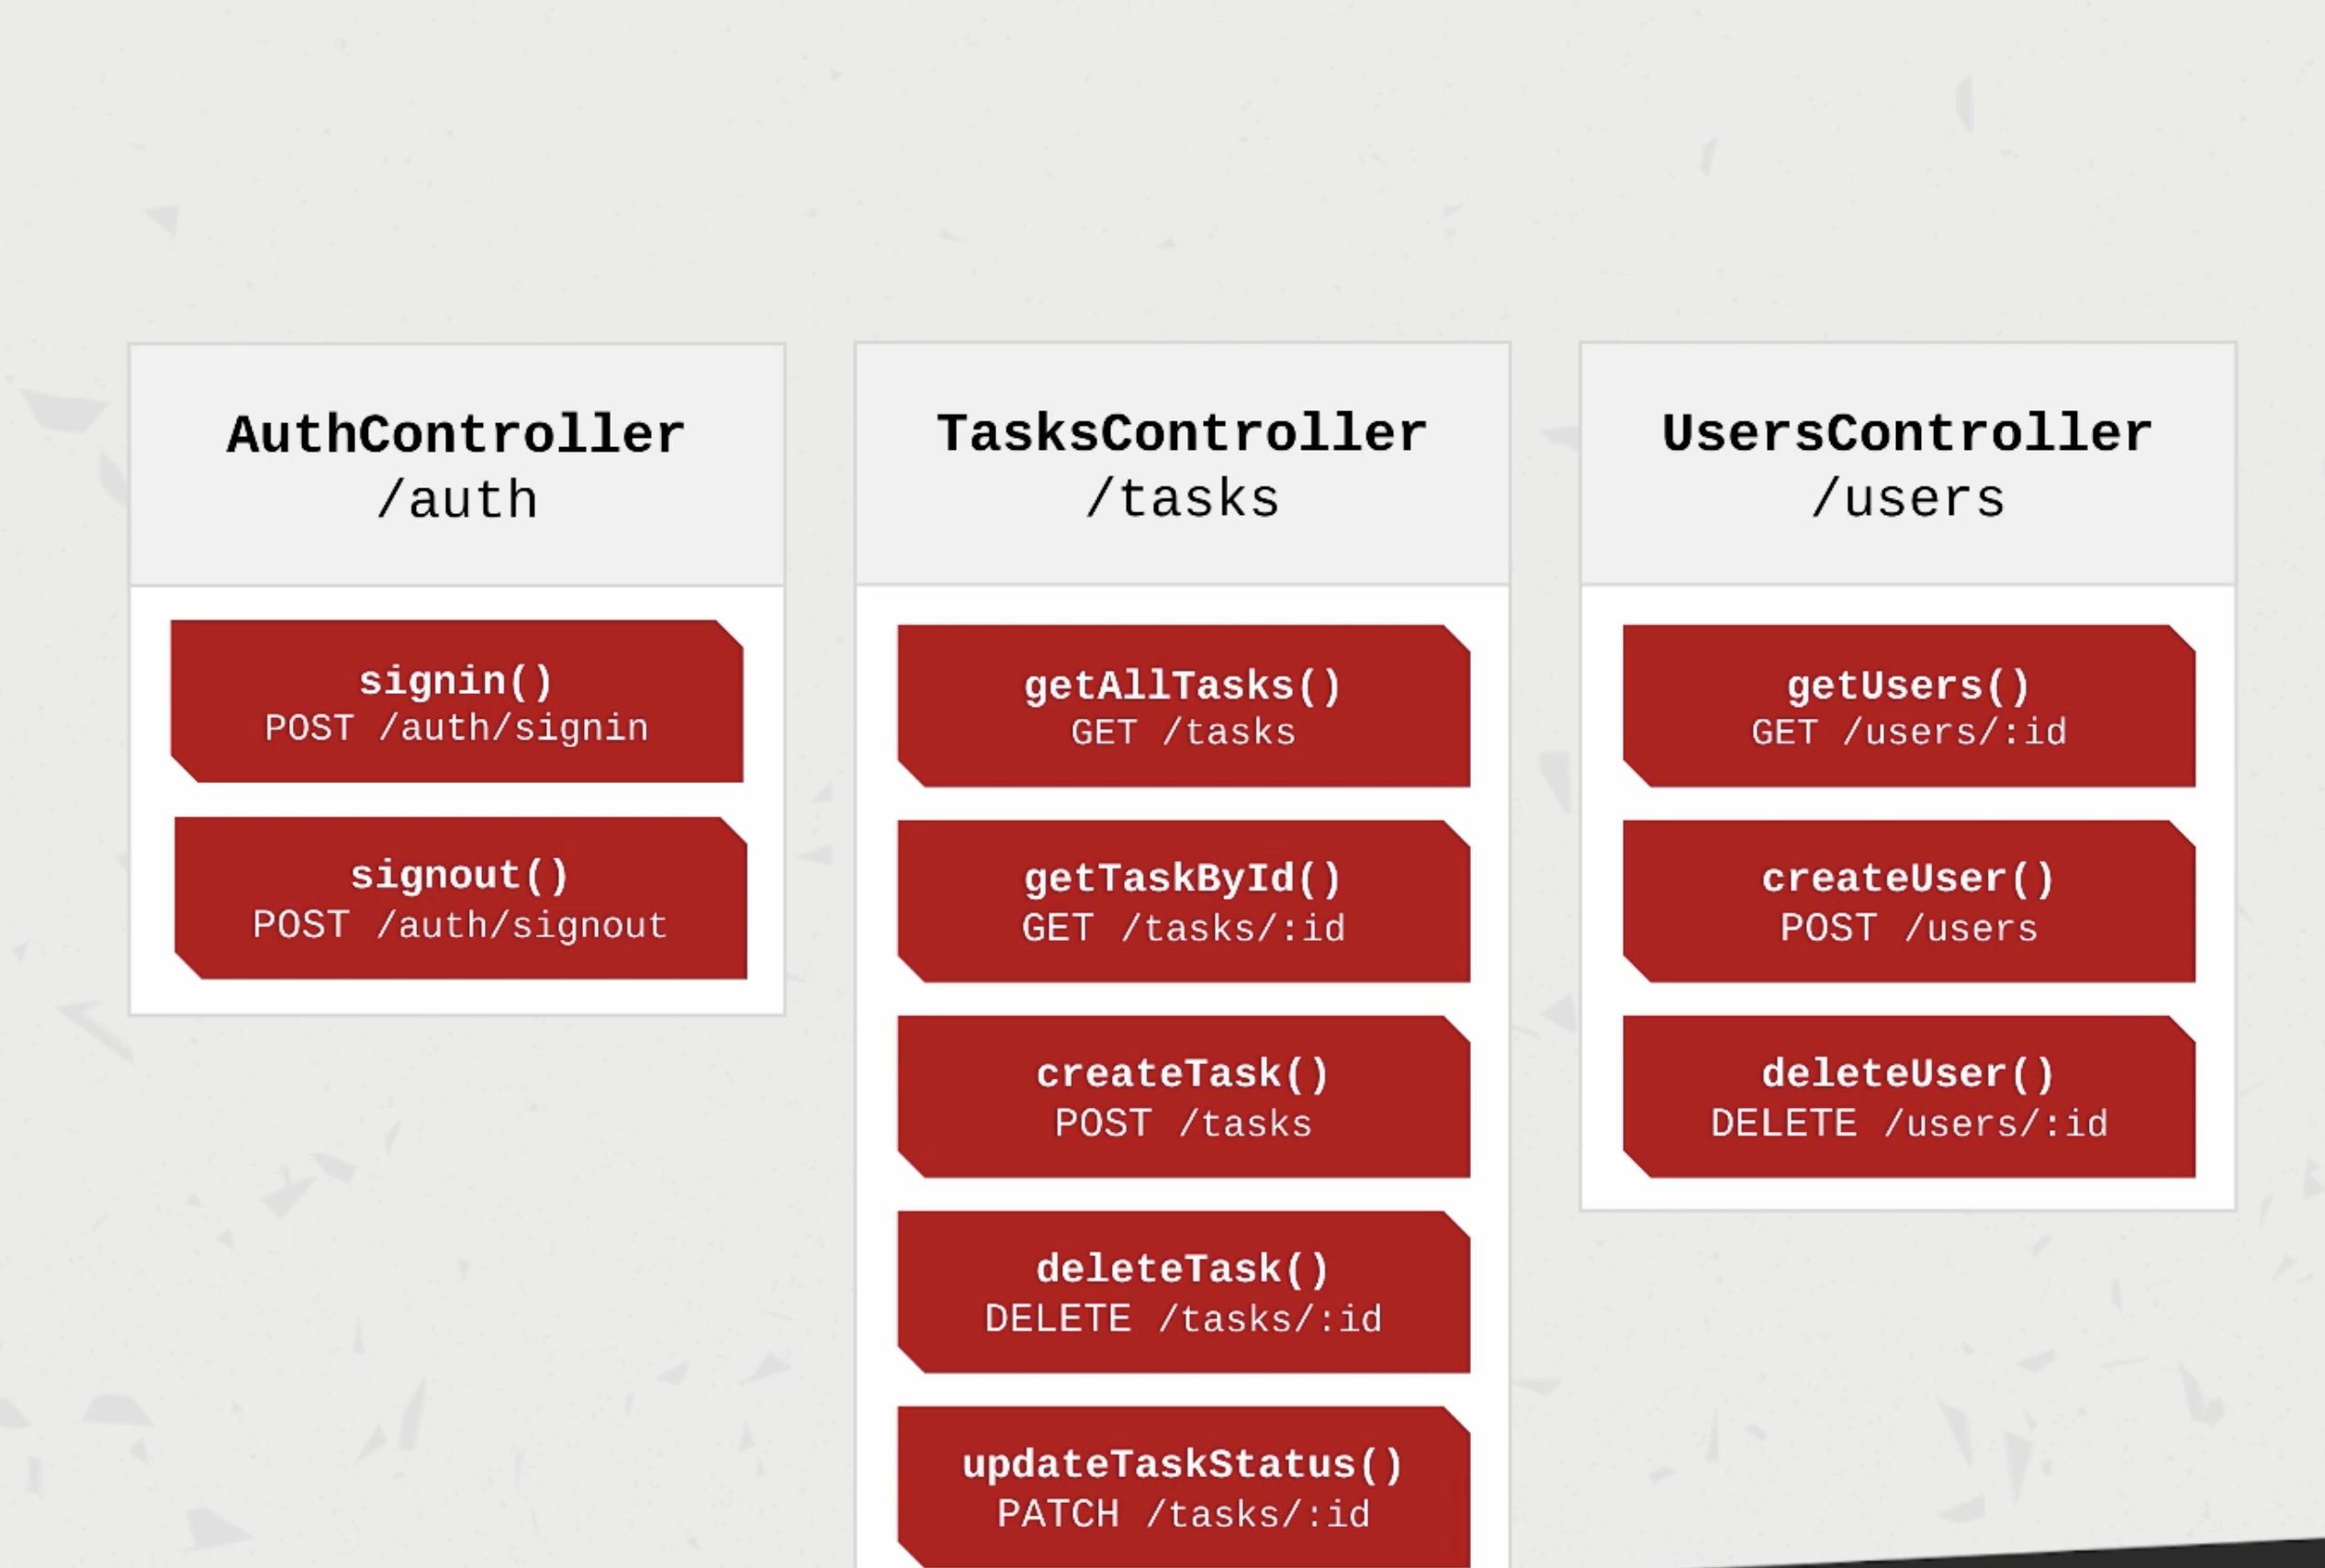 AuthController
/auth
signin()
POST /auth/signin
signout()
POST /auth/signout
TasksController
/tasks
getAllTasks()
GET /tasks
getTaskById()
GET /tasks/:id
createTask()
POST /tasks
deleteTask()
DELETE /tasks/:id
updateTaskStatus()
PATCH /tasks/:id
UsersController
/users
getUsers()
GET /users/:id
createUser()
POST /users
deleteUser()
DELETE /users/:id